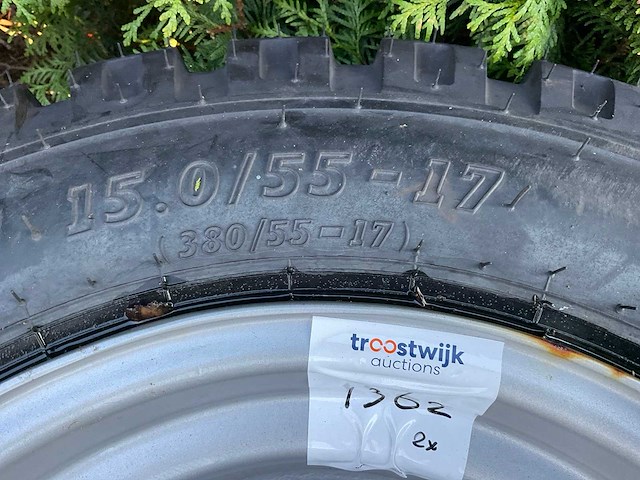 15.0/55-17
(380/55-17)
troostwijk
auctions
1362
2x